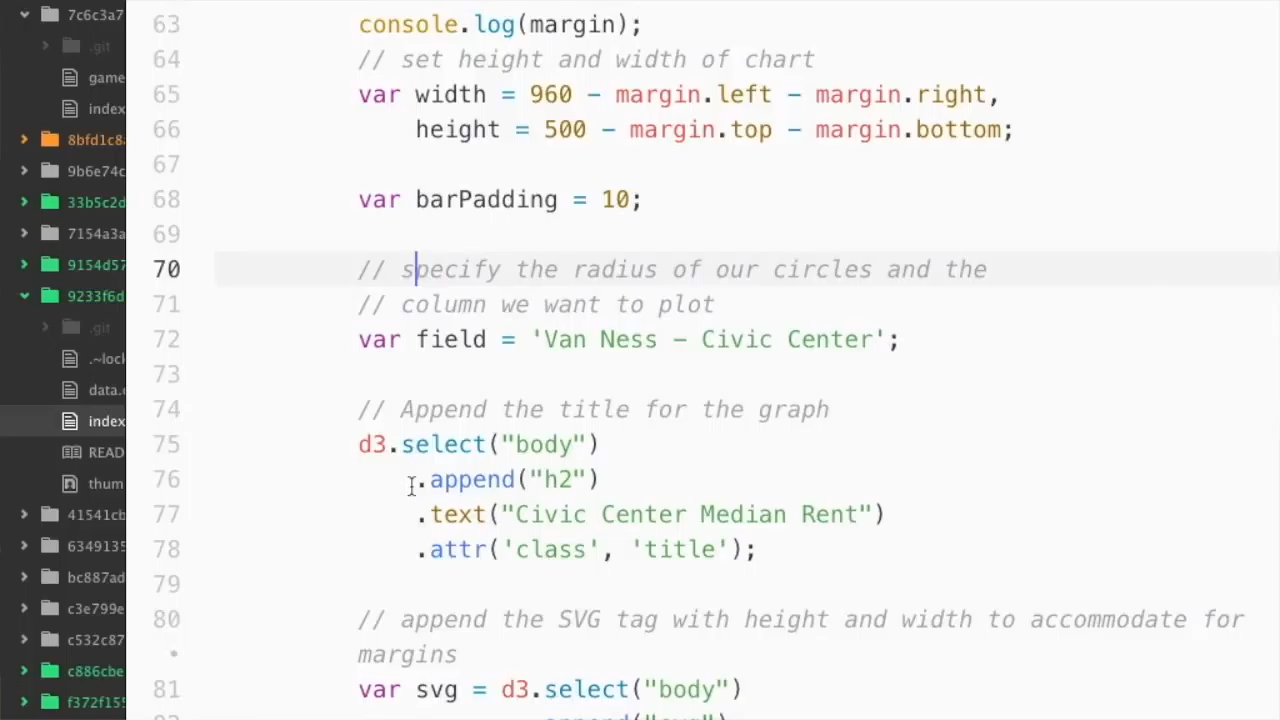 7c6c3a7
.git
game
index
8bfd1c8
9b6e74c
33b5c2d
7154a3a
9154d57
9233f6d
.git
.~lock
data.
index
READ
thum
41541cb
6349135
bc887ad
c3e799e
c532c87
c886cbe
f372f155
63 console.log(margin);
64 // set height and width of chart
65 var width = 960 - margin.left - margin.right,
66 height = 500 - margin.top - margin.bottom;
67
68 var barPadding = 10;
69
70 // specify the radius of our circles and the
71 // column we want to plot
72 var field = 'Van Ness - Civic Center';
73
74 // Append the title for the graph
75 d3.select("body")
76 .append("h2")
77 .text("Civic Center Median Rent")
78 .attr('class', 'title');
79
80 // append the SVG tag with height and width to accommodate for
margins
81 var svg = d3.select("body")